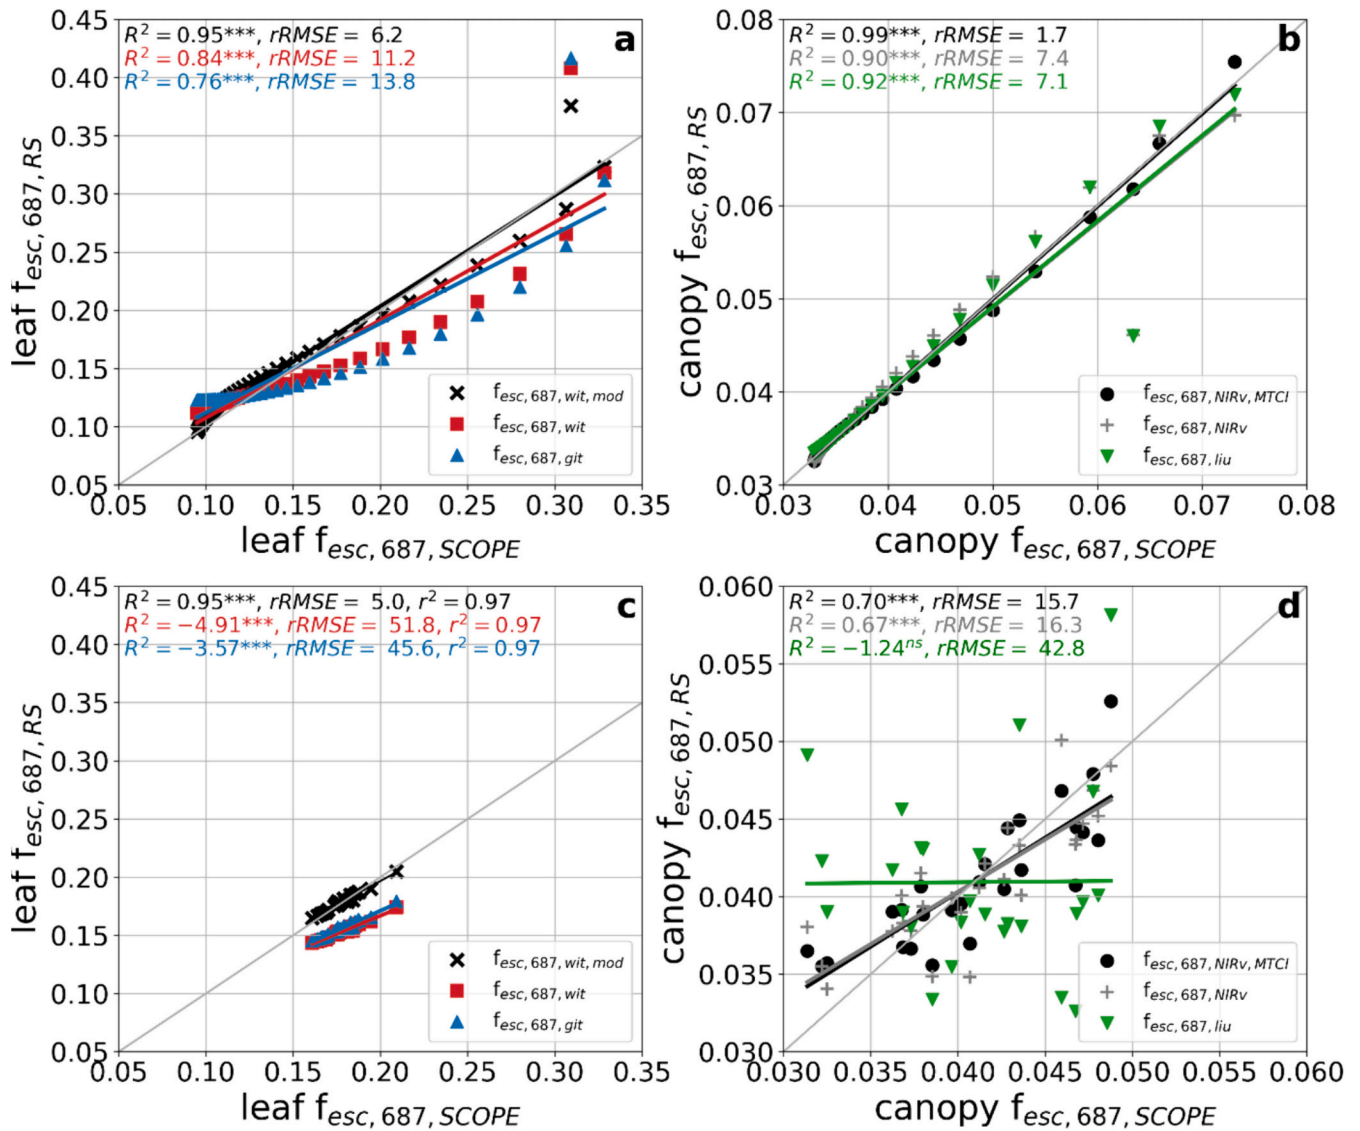 R² = 0.95***, rRMSE = 6.2
R² = 0.84***, rRMSE = 11.2
R² = 0.76***, rRMSE = 13.8
a
0.45
0.40
0.35
0.30
0.25
0.20
0.15
0.10
0.05
leaf f_esc, 687, RS
f_esc, 687, wit, mod
f_esc, 687, wit
f_esc, 687, git
0.05 0.10 0.15 0.20 0.25 0.30 0.35
leaf f_esc, 687, SCOPE
R² = 0.99***, rRMSE = 1.7
R² = 0.90***, rRMSE = 7.4
R² = 0.92***, rRMSE = 7.1
b
0.08
0.07
0.06
0.05
0.04
0.03
canopy f_esc, 687, RS
f_esc, 687, NIRv, MTCI
f_esc, 687, NIRv
f_esc, 687, liu
0.03 0.04 0.05 0.06 0.07 0.08
canopy f_esc, 687, SCOPE
R² = 0.95***, rRMSE = 5.0, r² = 0.97
R² = −4.91***, rRMSE = 51.8, r² = 0.97
R² = −3.57***, rRMSE = 45.6, r² = 0.97
c
0.45
0.40
0.35
0.30
0.25
0.20
0.15
0.10
0.05
leaf f_esc, 687, RS
f_esc, 687, wit, mod
f_esc, 687, wit
f_esc, 687, git
0.05 0.10 0.15 0.20 0.25 0.30 0.35
leaf f_esc, 687, SCOPE
R² = 0.70***, rRMSE = 15.7
R² = 0.67***, rRMSE = 16.3
R² = −1.24ⁿˢ, rRMSE = 42.8
d
0.060
0.055
0.050
0.045
0.040
0.035
0.030
canopy f_esc, 687, RS
f_esc, 687, NIRv, MTCI
f_esc, 687, NIRv
f_esc, 687, liu
0.030 0.035 0.040 0.045 0.050 0.055 0.060
canopy f_esc, 687, SCOPE